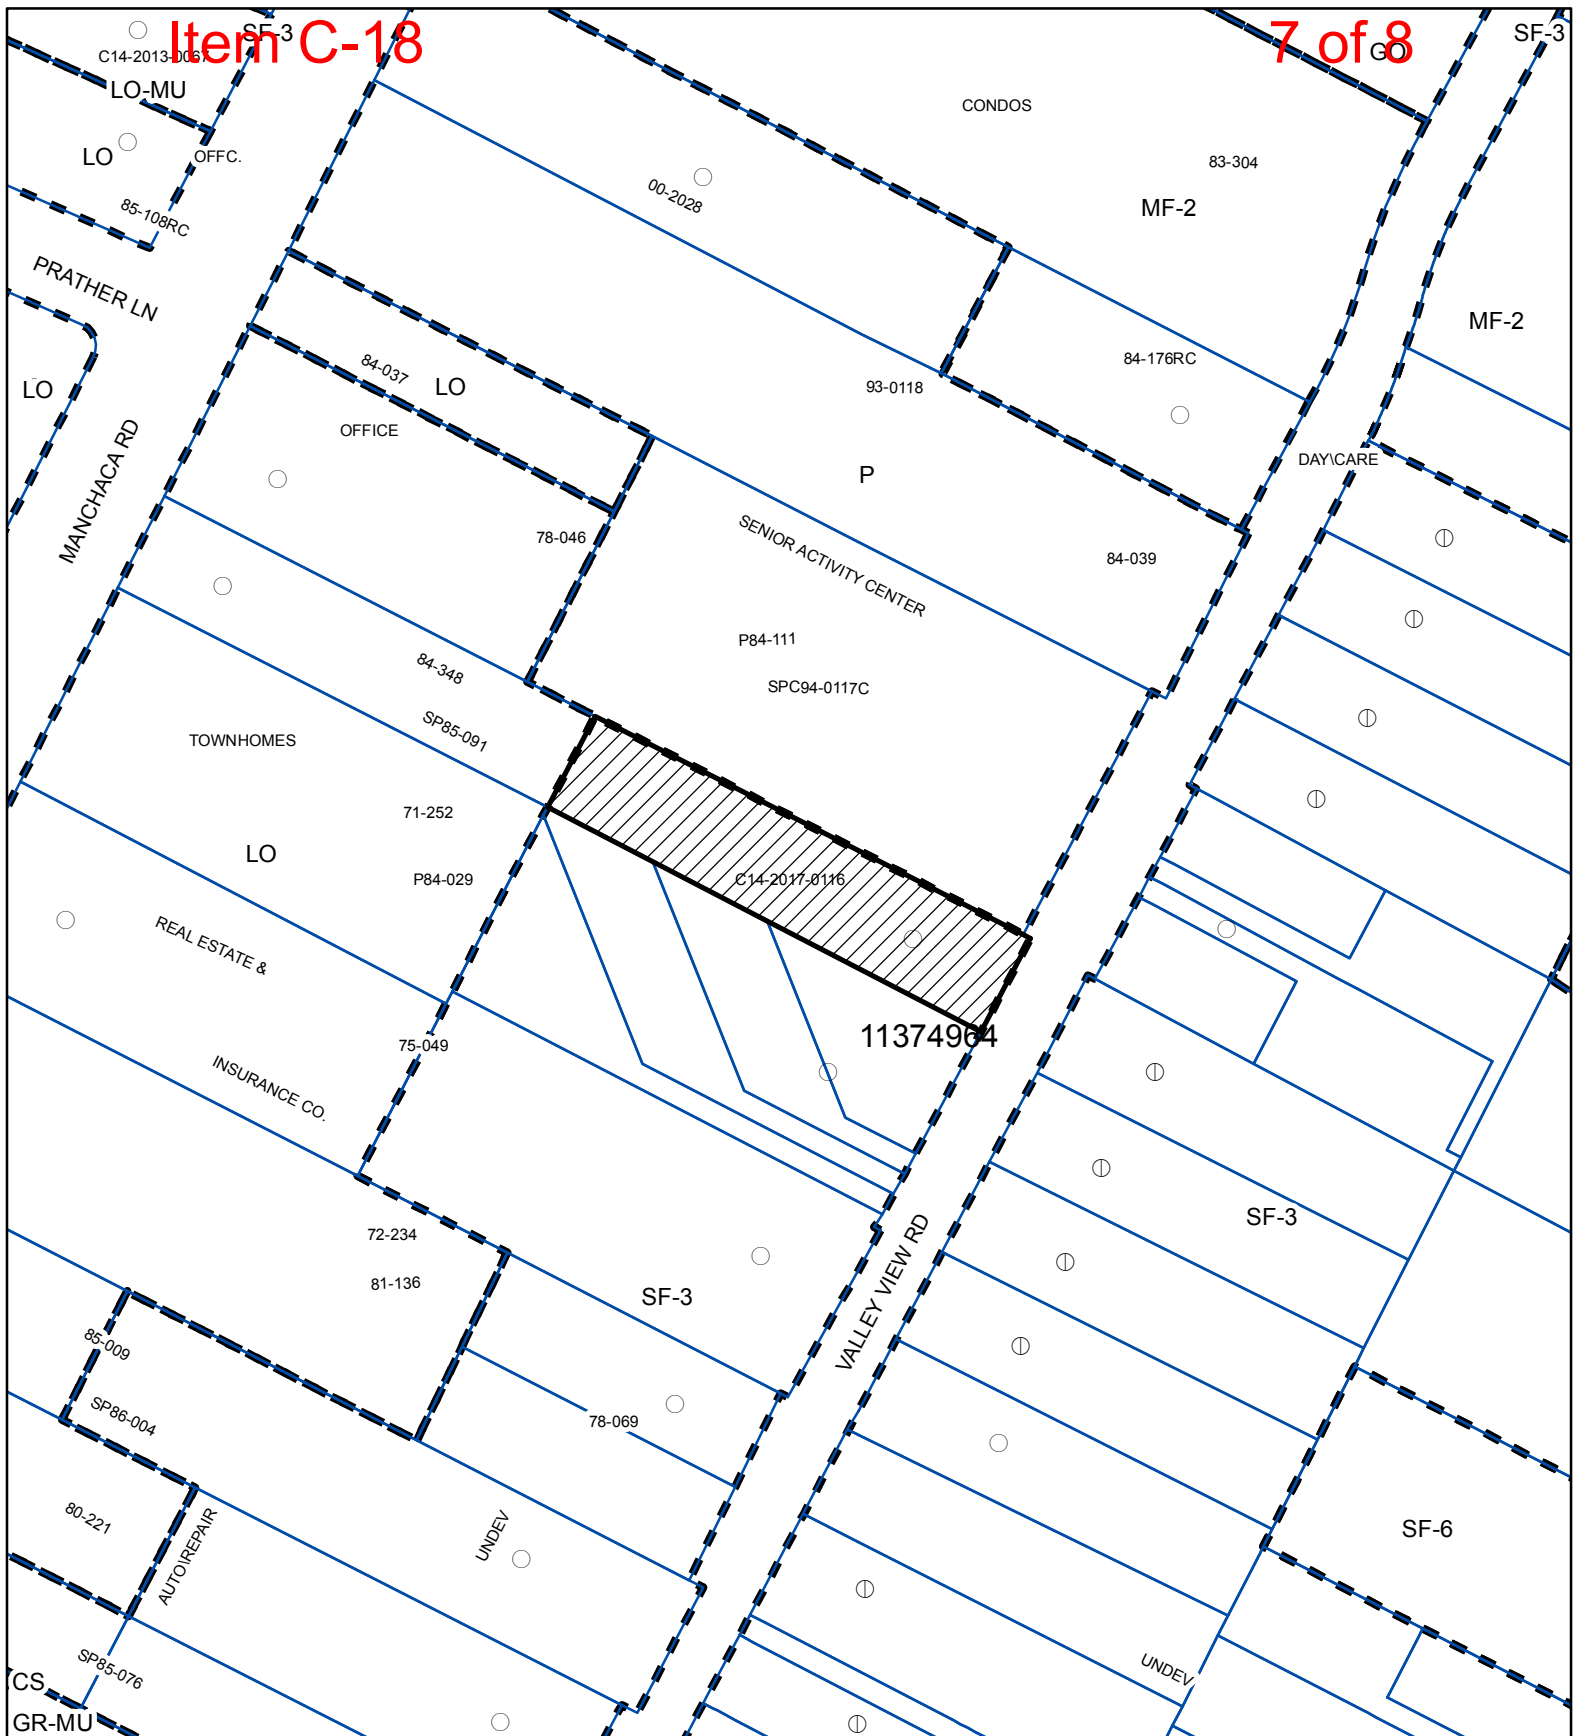 Item C-18
7 of 8
SF-3
SF-3
GO
C14-2013-0067
LO-MU
CONDOS
LO
OFFC.
83-304
00-2028
MF-2
85-108RC
PRATHER LN
MF-2
84-176RC
84-037
LO
93-0118
LO
OFFICE
MANCHACA RD
P
DAY\CARE
78-046
SENIOR ACTIVITY CENTER
84-039
P84-111
84-348
SPC94-0117C
SP85-091
TOWNHOMES
71-252
LO
P84-029
C14-2017-0116
REAL ESTATE &
11374964
75-049
INSURANCE CO.
SF-3
72-234
VALLEY VIEW RD
81-136
SF-3
85-009
SP86-004
78-069
80-221
AUTO\REPAIR
UNDEV
SF-6
SP85-076
UNDEV
CS
GR-MU